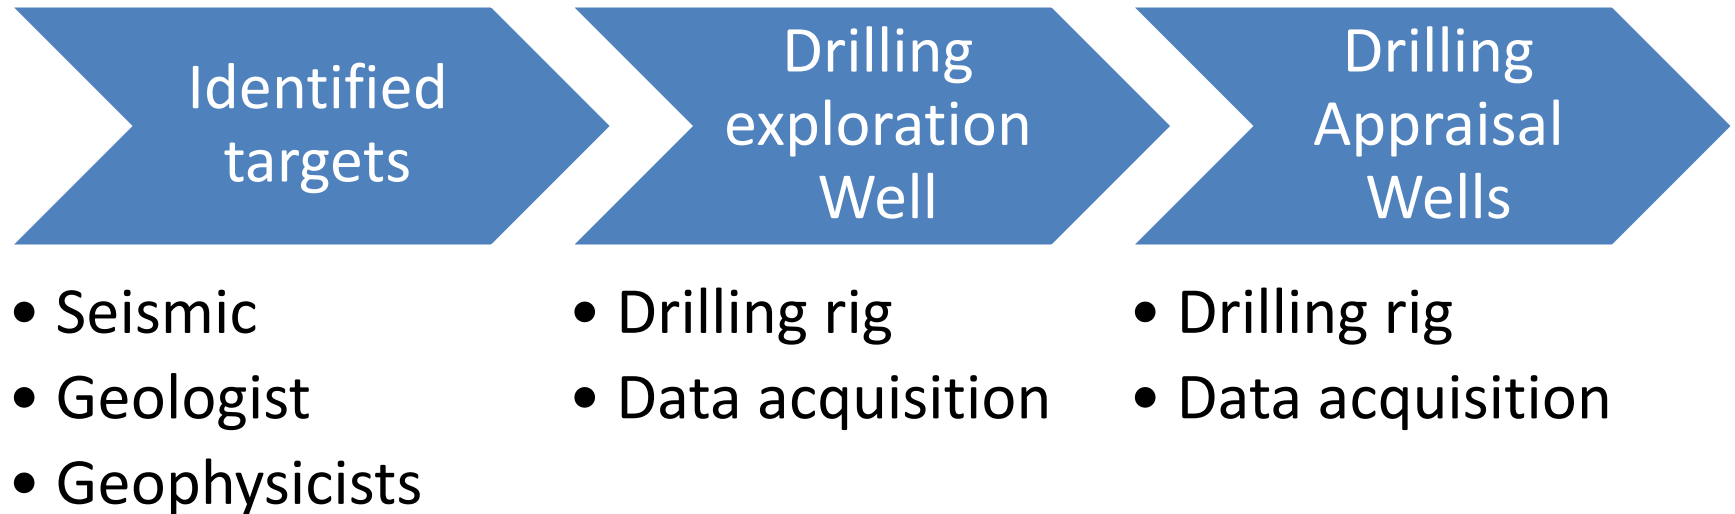 Identified
targets
• Seismic
• Geologist
• Geophysicists
Drilling
exploration
Well
• Drilling rig
• Data acquisition
Drilling
Appraisal
Wells
• Drilling rig
• Data acquisition